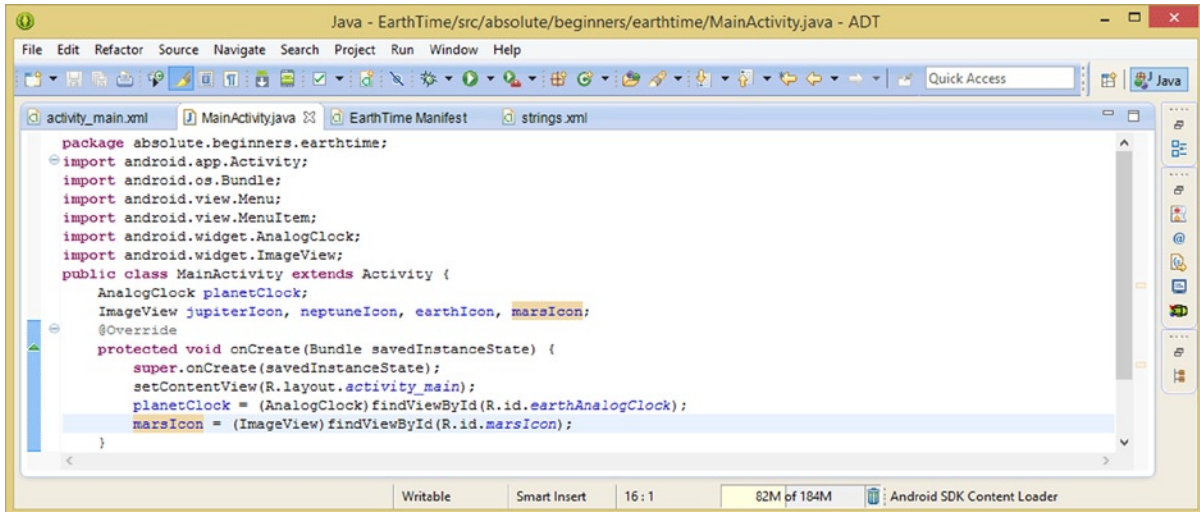 Java - EarthTime/src/absolute/beginners/earthtime/MainActivity.java - ADT
File Edit Refactor Source Navigate Search Project Run Window Help
Quick Access
Java
activity_main.xml MainActivity.java EarthTime Manifest strings.xml
package absolute.beginners.earthtime;
import android.app.Activity;
import android.os.Bundle;
import android.view.Menu;
import android.view.MenuItem;
import android.widget.AnalogClock;
import android.widget.ImageView;
public class MainActivity extends Activity {
    AnalogClock planetClock;
    ImageView jupiterIcon, neptuneIcon, earthIcon, marsIcon;
    @Override
    protected void onCreate(Bundle savedInstanceState) {
        super.onCreate(savedInstanceState);
        setContentView(R.layout.activity_main);
        planetClock = (AnalogClock)findViewById(R.id.earthAnalogClock);
        marsIcon = (ImageView)findViewById(R.id.marsIcon);
    }
Writable Smart Insert 16 : 1 82M of 184M Android SDK Content Loader